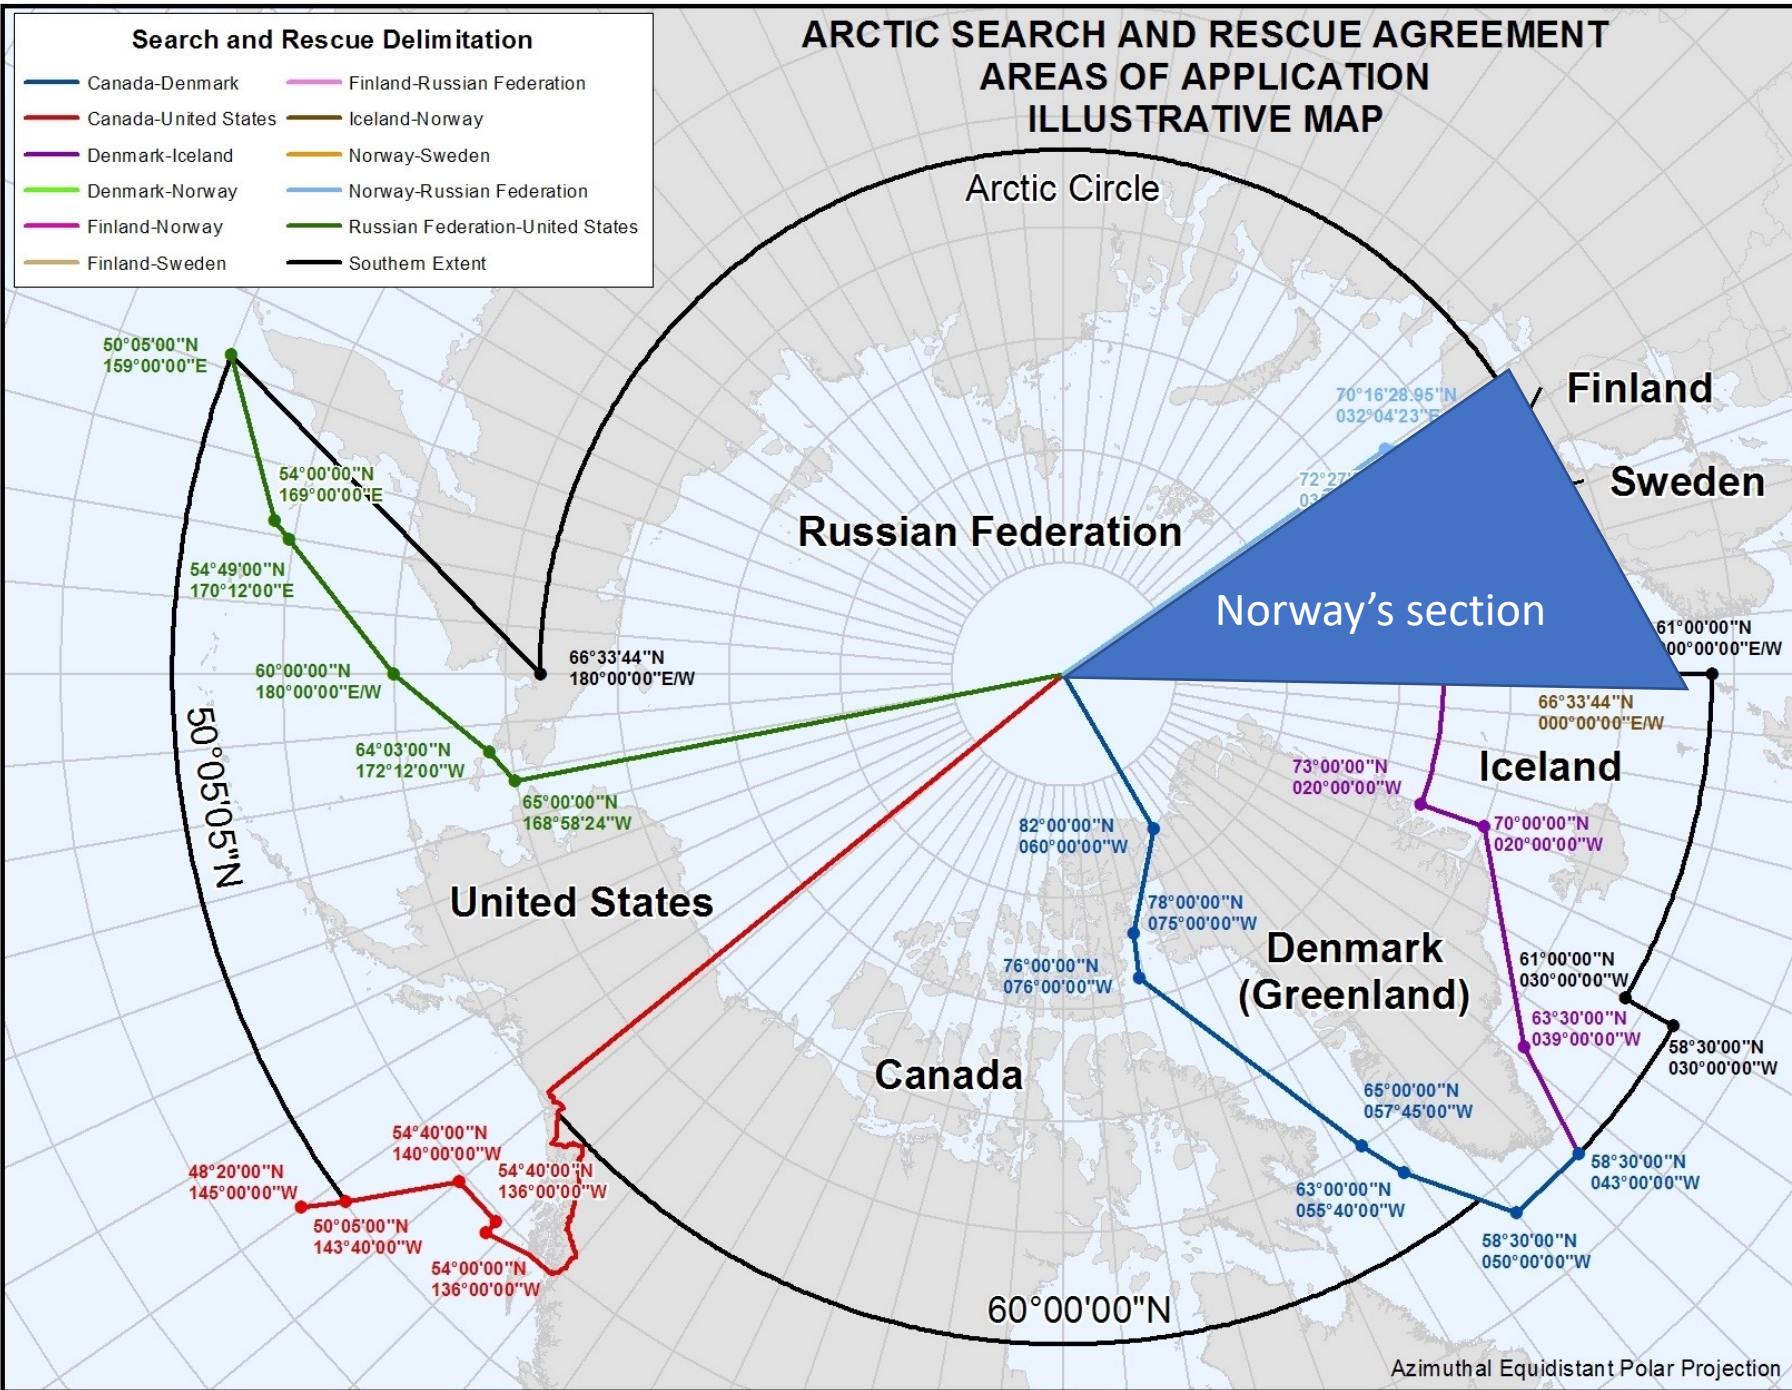 ARCTIC SEARCH AND RESCUE AGREEMENT
AREAS OF APPLICATION
ILLUSTRATIVE MAP
Search and Rescue Delimitation
Canada-Denmark
Canada-United States
Denmark-Iceland
Denmark-Norway
Finland-Norway
Finland-Sweden
Finland-Russian Federation
Iceland-Norway
Norway-Sweden
Norway-Russian Federation
Russian Federation-United States
Southern Extent
Arctic Circle
50°05'00"N
159°00'00"E
54°00'00"N
169°00'00"E
54°49'00"N
170°12'00"E
60°00'00"N
180°00'00"E/W
64°03'00"N
172°12'00"W
65°00'00"N
168°58'24"W
66°33'44"N
180°00'00"E/W
50°05'05"N
Russian Federation
70°16'28.95"N
032°04'23"E
72°27'
Finland
Sweden
Norway's section
61°00'00"N
00°00'00"E/W
66°33'44"N
000°00'00"E/W
Iceland
73°00'00"N
020°00'00"W
70°00'00"N
020°00'00"W
82°00'00"N
060°00'00"W
78°00'00"N
075°00'00"W
76°00'00"N
076°00'00"W
United States
Denmark
(Greenland)
61°00'00"N
030°00'00"W
63°30'00"N
039°00'00"W
58°30'00"N
030°00'00"W
Canada
65°00'00"N
057°45'00"W
63°00'00"N
055°40'00"W
58°30'00"N
043°00'00"W
58°30'00"N
050°00'00"W
54°40'00"N
140°00'00"W
54°40'00"N
136°00'00"W
48°20'00"N
145°00'00"W
50°05'00"N
143°40'00"W
54°00'00"N
136°00'00"W
60°00'00"N
Azimuthal Equidistant Polar Projection